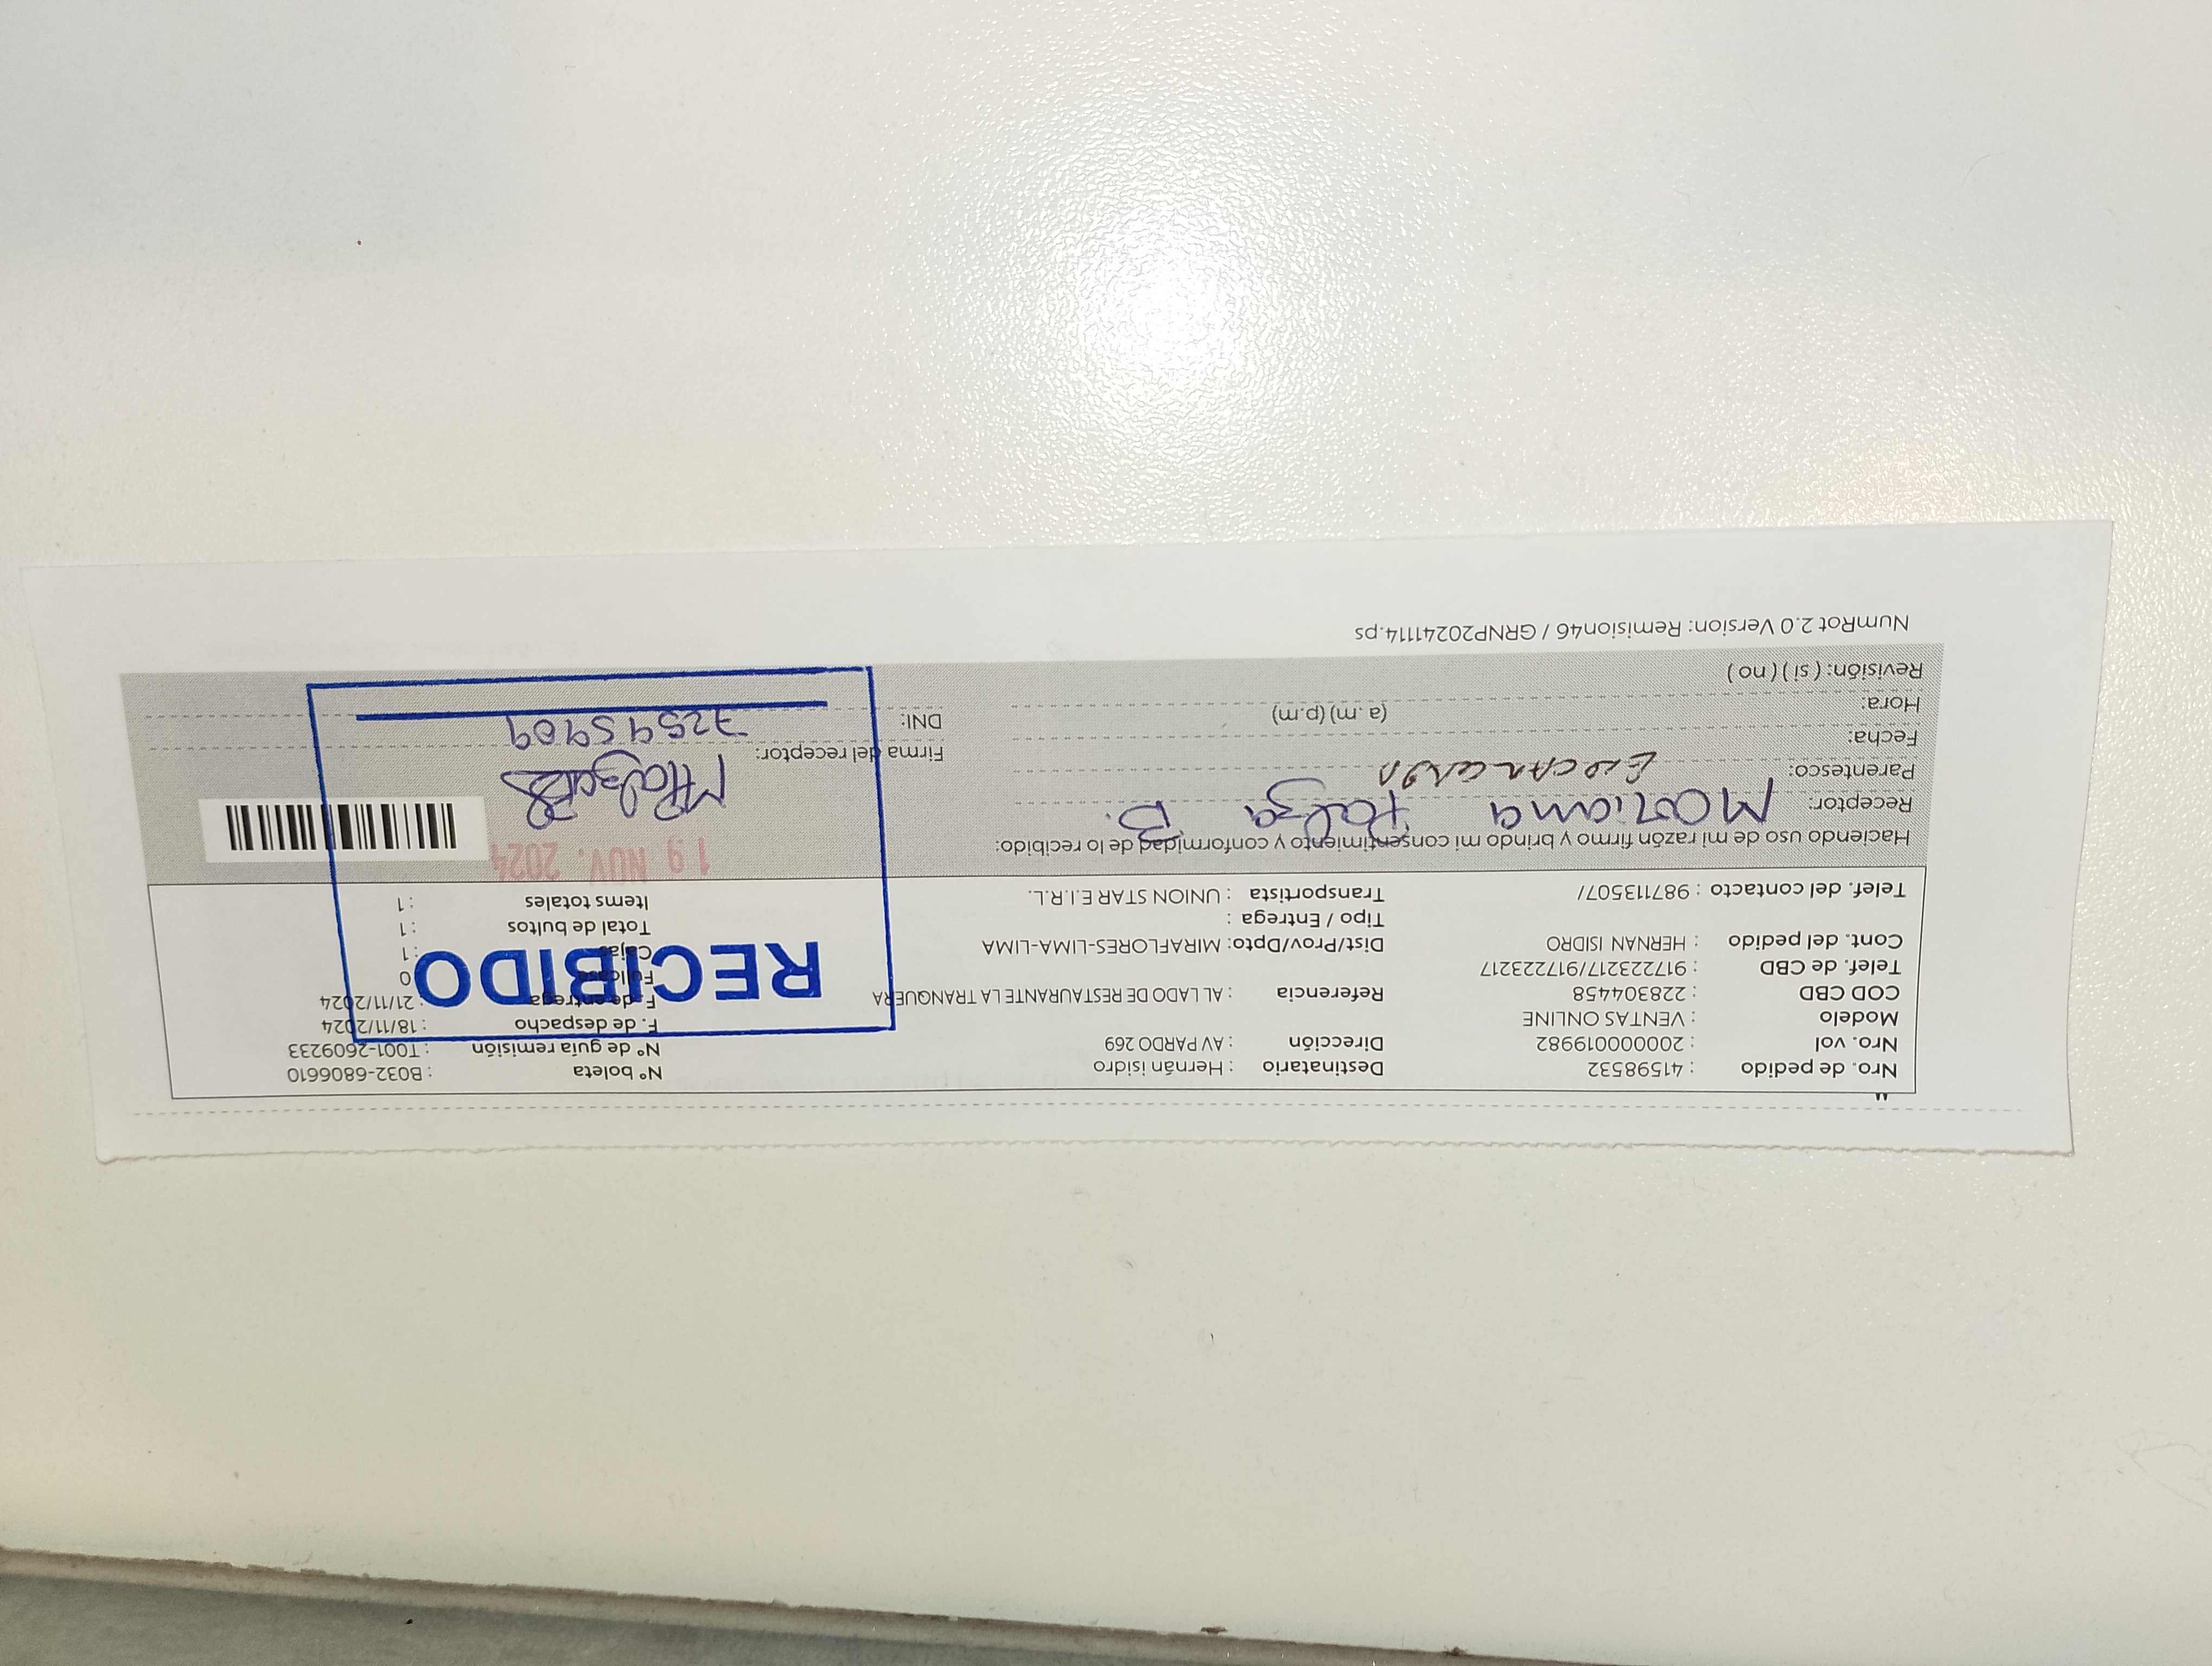 Nro. de pedido : 41598532 Destinatario : Hernán isidro Nº boleta : B032-6806610
Nro. vol : 2000000019982 Dirección : AV PARDO 269 Nº de guía remisión : T001-2609233
Modelo : VENTAS ONLINE F. de despacho : 18/11/2024
COD CBD : 228304458 Referencia : AL LADO DE RESTAURANTE LA TRANQUERA F. de entrega : 21/11/2024
Telef. de CBD : 917223217/917223217 Fullcase 0
Cont. del pedido : HERNAN ISIDRO Dist/Prov/Dpto: MIRAFLORES-LIMA-LIMA Cajas : 1
Tipo / Entrega : Total de bultos : 1
Telef. del contacto : 987113507/ Transportista : UNION STAR E.I.R.L. Items totales : 1
RECIBIDO
19 NOV. 2024
Haciendo uso de mi razón firmo y brindo mi consentimiento y conformidad de lo recibido:
Receptor: Mariana B.
Parentesco:
Firma del receptor:
Fecha:
DNI: 72545909
Hora: (a. m) (p.m)
Revisión: ( si ) ( no )
NumRot 2.0 Version: Remision46 / GRNP20241114.ps